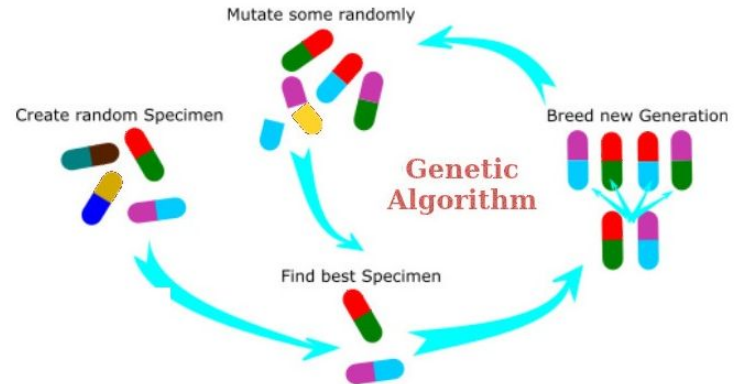 Mutate some randomly
Create random Specimen
Breed new Generation
Genetic
Algorithm
Find best Specimen